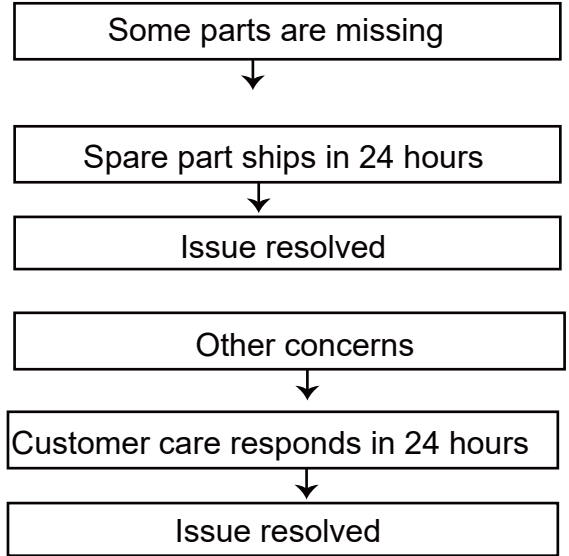 Some parts are missing
Spare part ships in 24 hours
Issue resolved
Other concerns
Customer care responds in 24 hours
Issue resolved